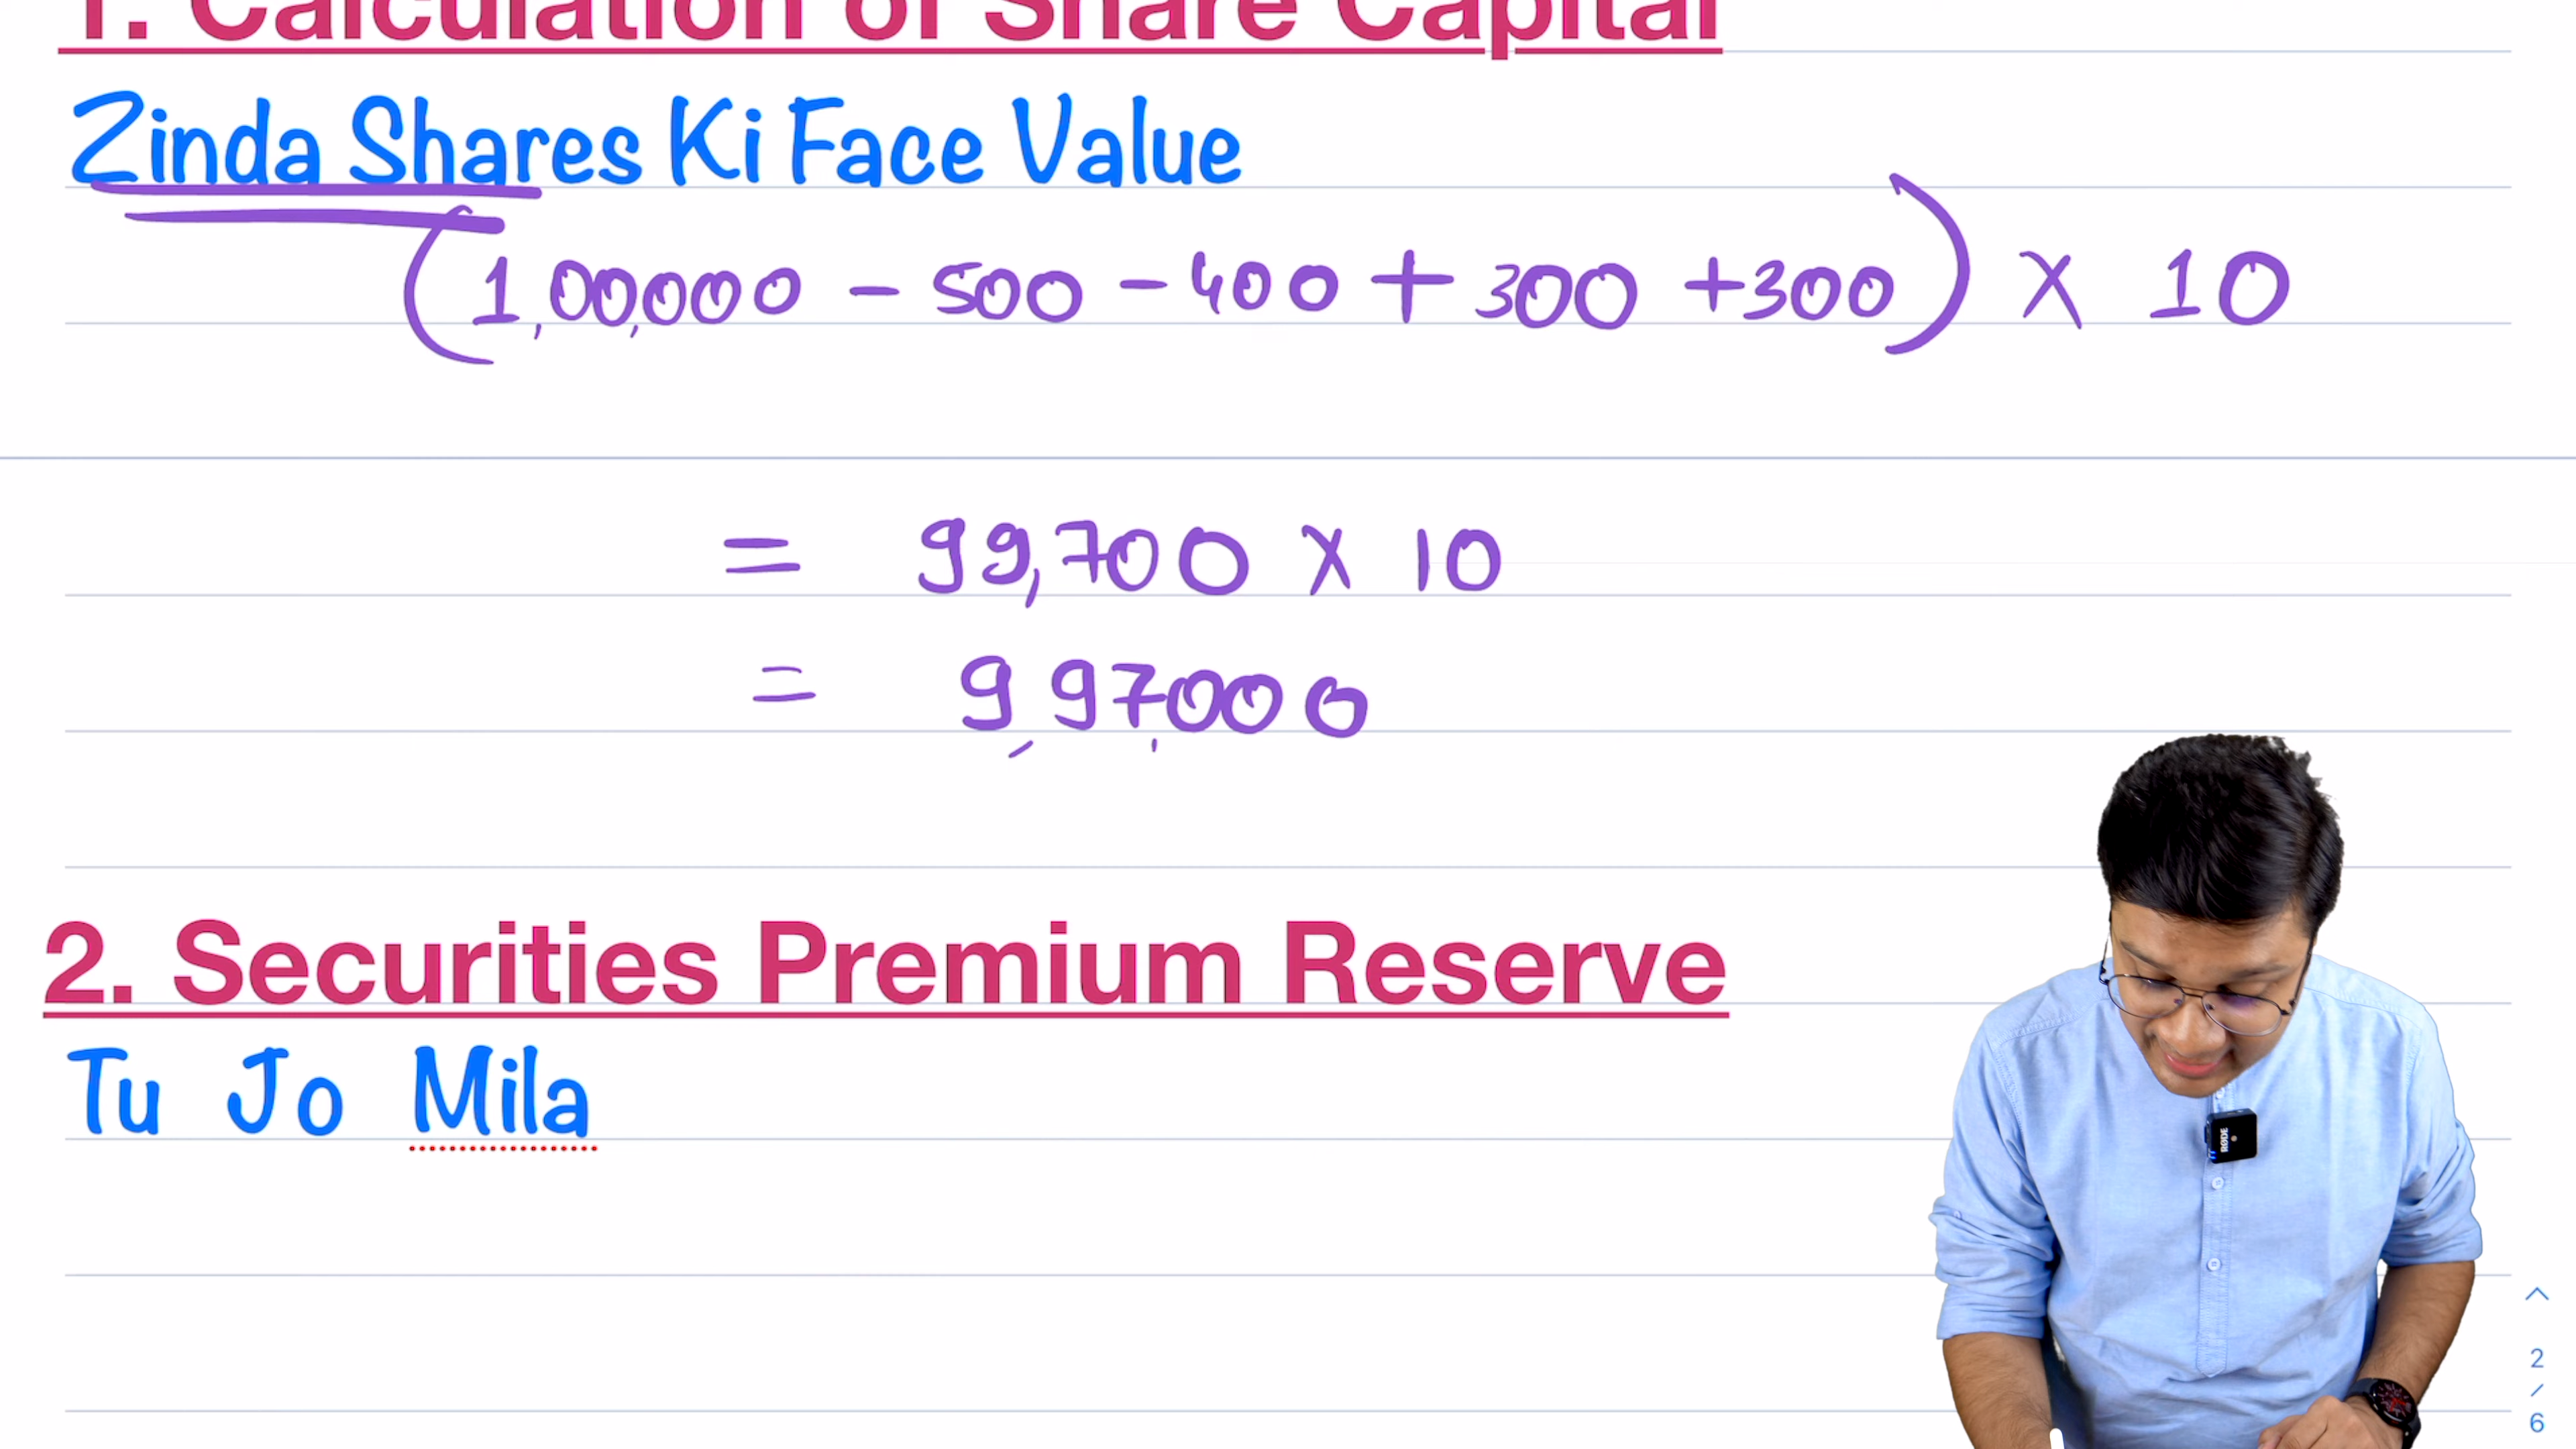 1. Calculation of Share Capital
Zinda Shares Ki Face Value
(1,00,000 - 500 - 400 + 300 + 300) x 10
= 99,700 x 10
= 9,97,000
2. Securities Premium Reserve
Tu Jo Mila
RØDE
2
/
6